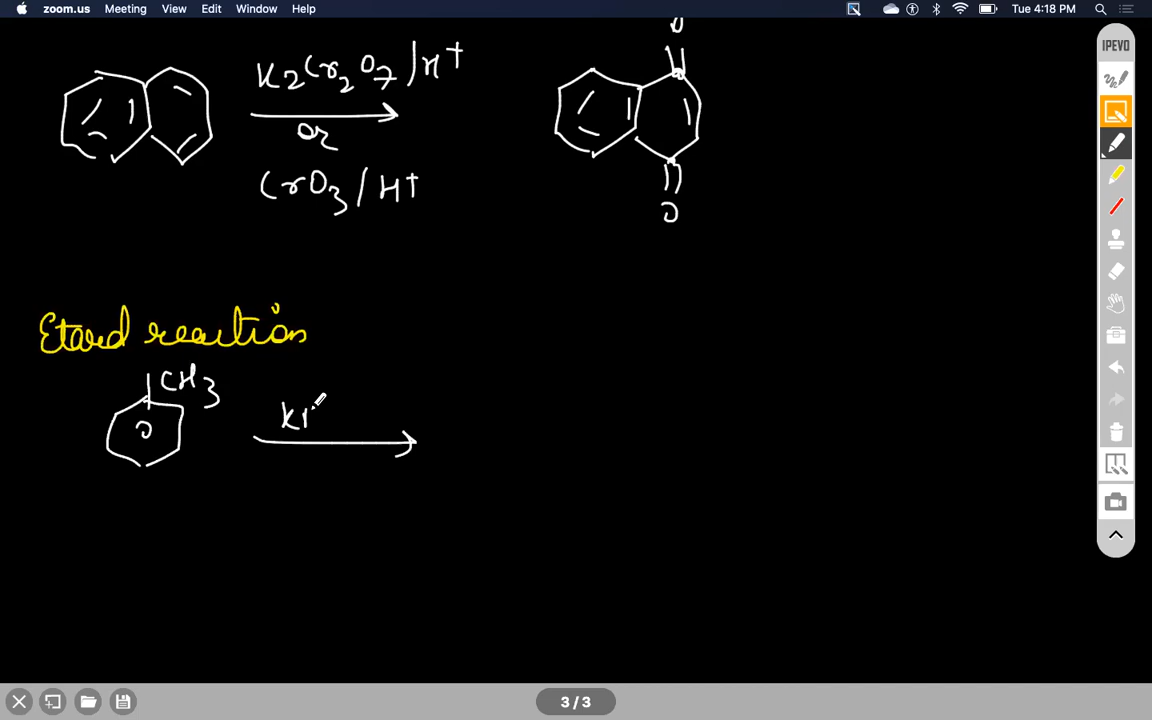 zoom.us Meeting View Edit Window Help Tue 4:18 PM
IPEVO
O
K2Cr2O7/H+
Or
CrO3/H+
O
Etard reaction
CH3
K
3/3